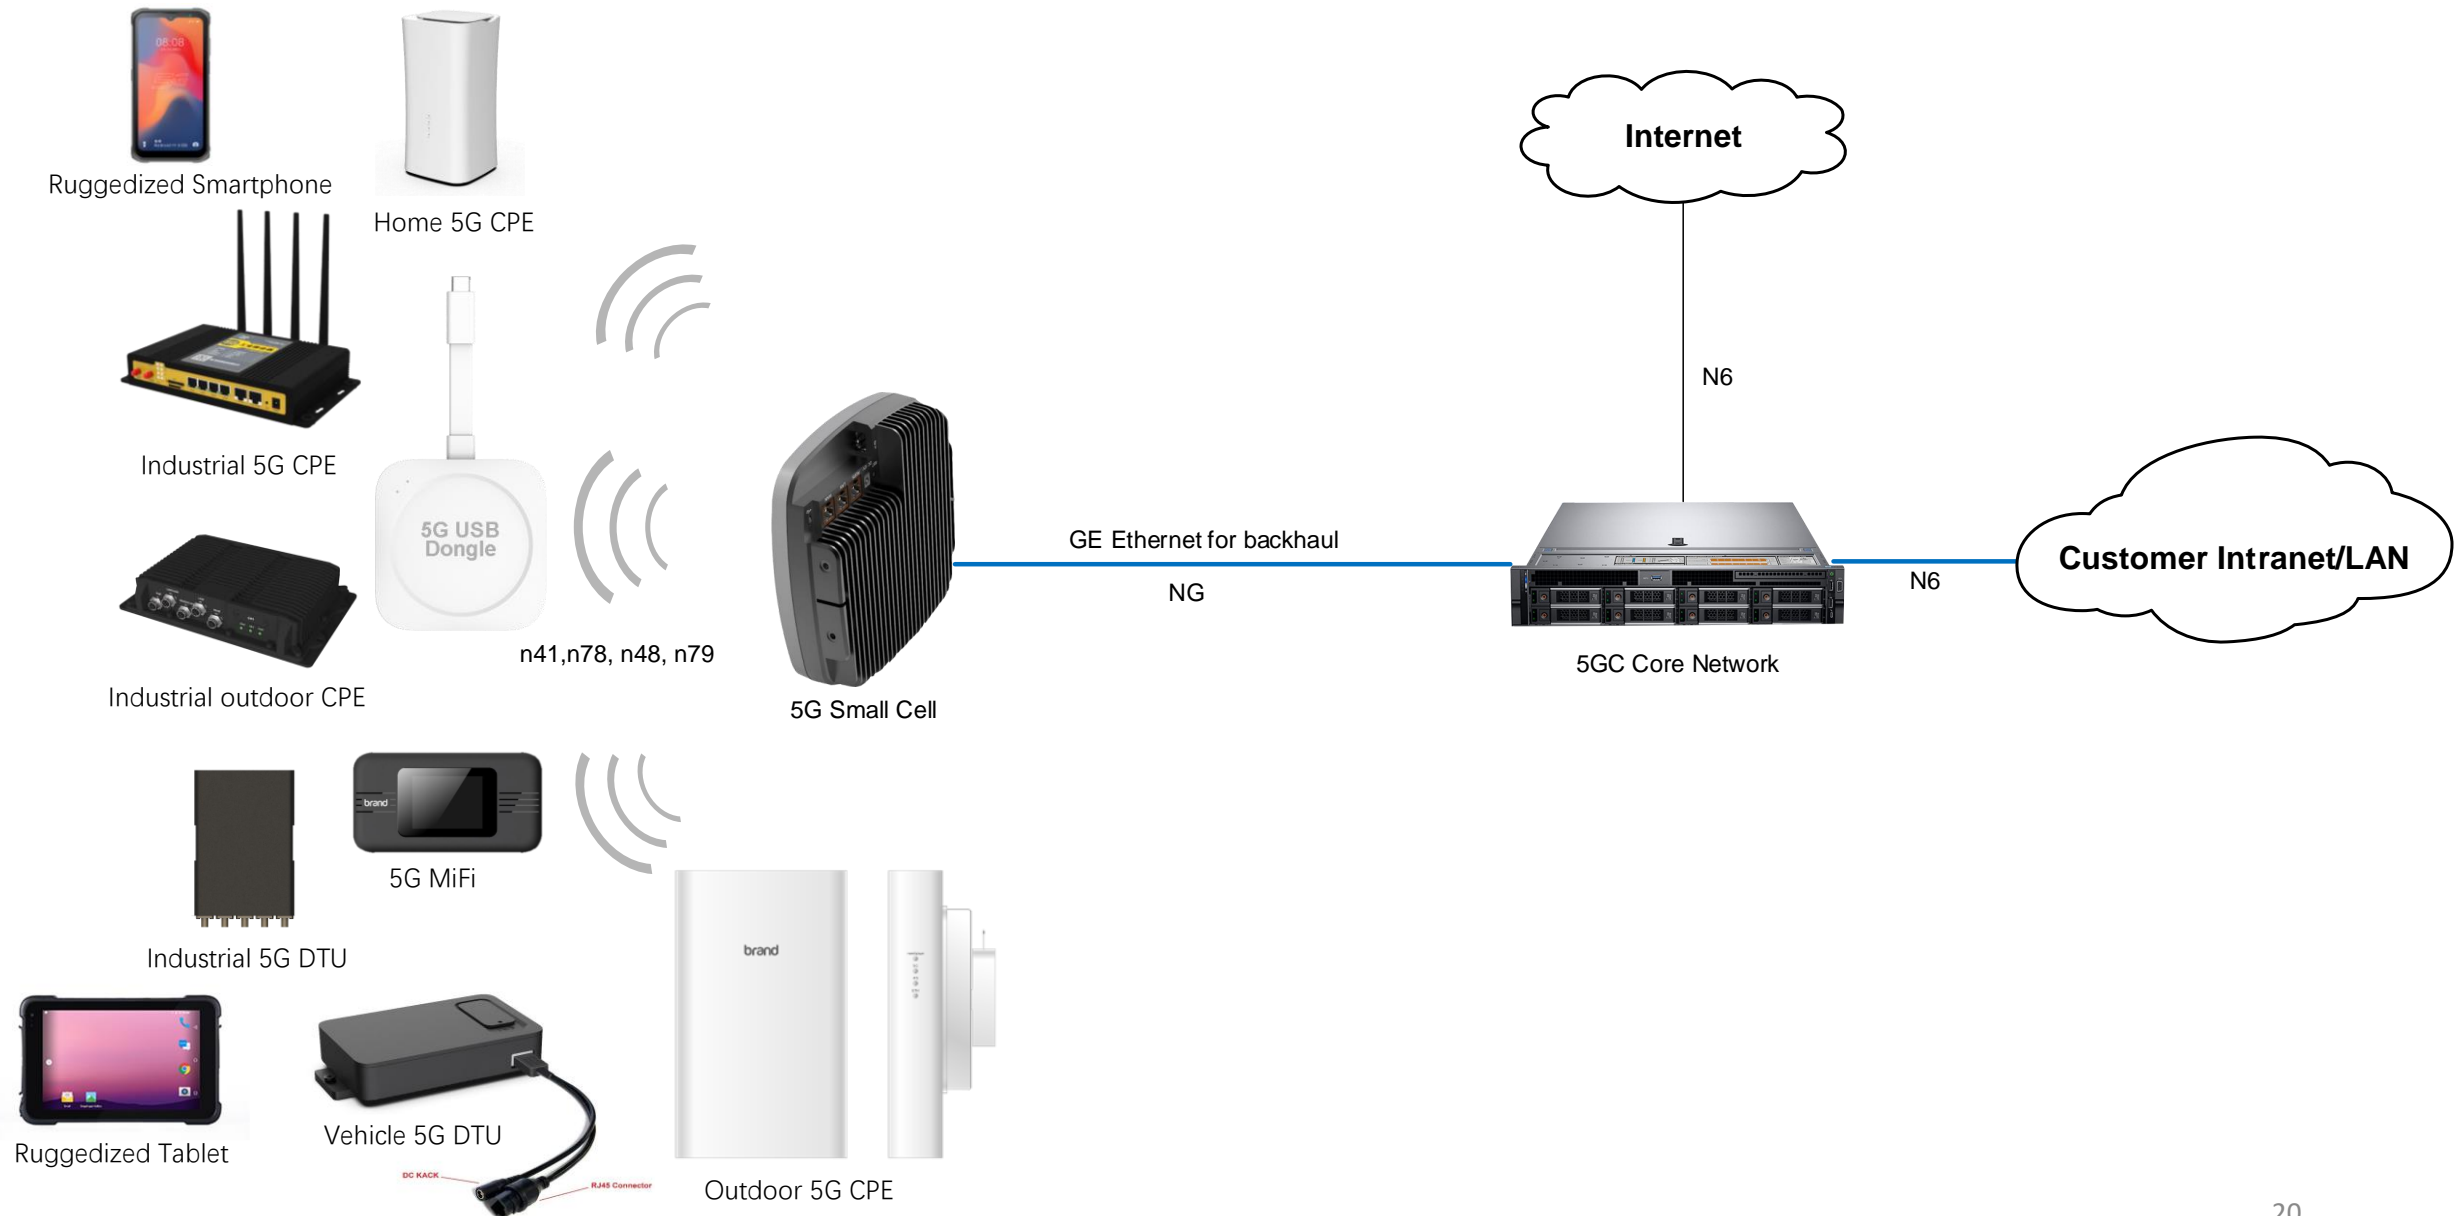 08:08
Ruggedized Smartphone
Home 5G CPE
Internet
N6
Industrial 5G CPE
5G USB
Dongle
n41,n78, n48, n79
Industrial outdoor CPE
5G Small Cell
GE Ethernet for backhaul
NG
5GC Core Network
N6
Customer Intranet/LAN
brand
5G MiFi
Industrial 5G DTU
brand
Ruggedized Tablet
Vehicle 5G DTU
DC KACK
RJ45 Connector
Outdoor 5G CPE
20